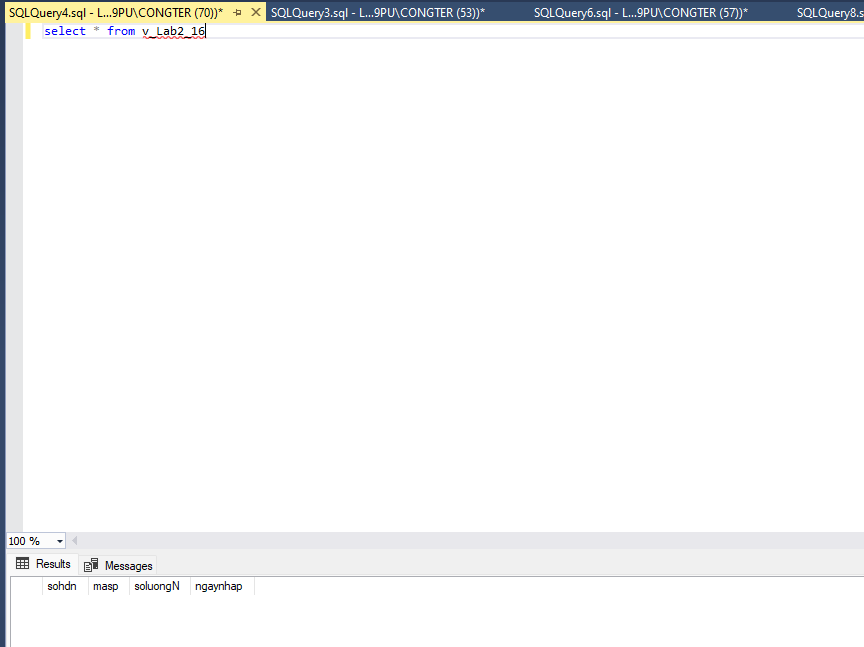 SQLQuery4.sql - L...9PU\CONGTER (70))* SQLQuery3.sql - L...9PU\CONGTER (53))* SQLQuery6.sql - L...9PU\CONGTER (57))* SQLQuery8.s
select * from v_Lab2_16
100 %
Results Messages
sohdn masp soluongN ngaynhap